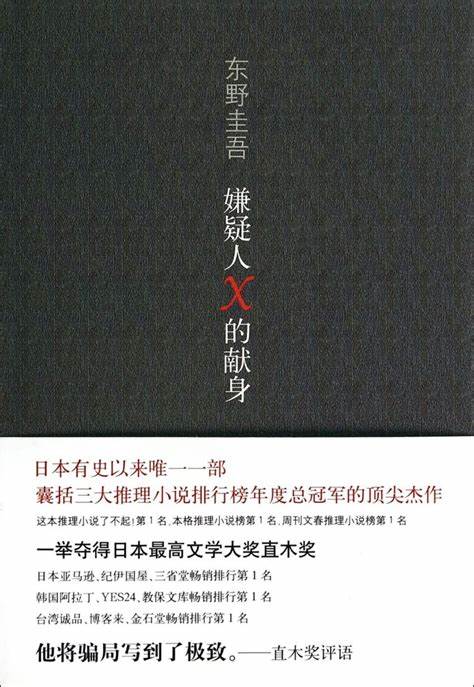 东野圭吾
嫌疑人X的献身
日本有史以来唯一一部
囊括三大推理小说排行榜年度总冠军的顶尖杰作
这本推理小说了不起!第1名,本格推理小说榜第1名,周刊文春推理小说榜第1名
一举夺得日本最高文学大奖直木奖
日本亚马逊、纪伊国屋、三省堂畅销排行第1名
韩国阿拉丁、YES24、教保文库畅销排行第1名
台湾诚品、博客来、金石堂畅销排行第1名
他将骗局写到了极致。——直木奖评语